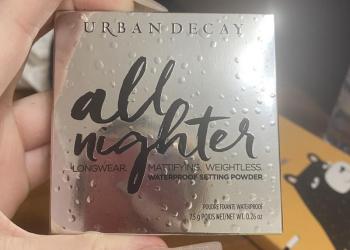 URBAN DECAY
all
nighter
LONGWEAR. MATTIFYING. WEIGHTLESS.
WATERPROOF SETTING POWDER
POUDRE FIXANTE WATERPROOF
7.5 g POIDS NET/NET WT. 0.26 oz